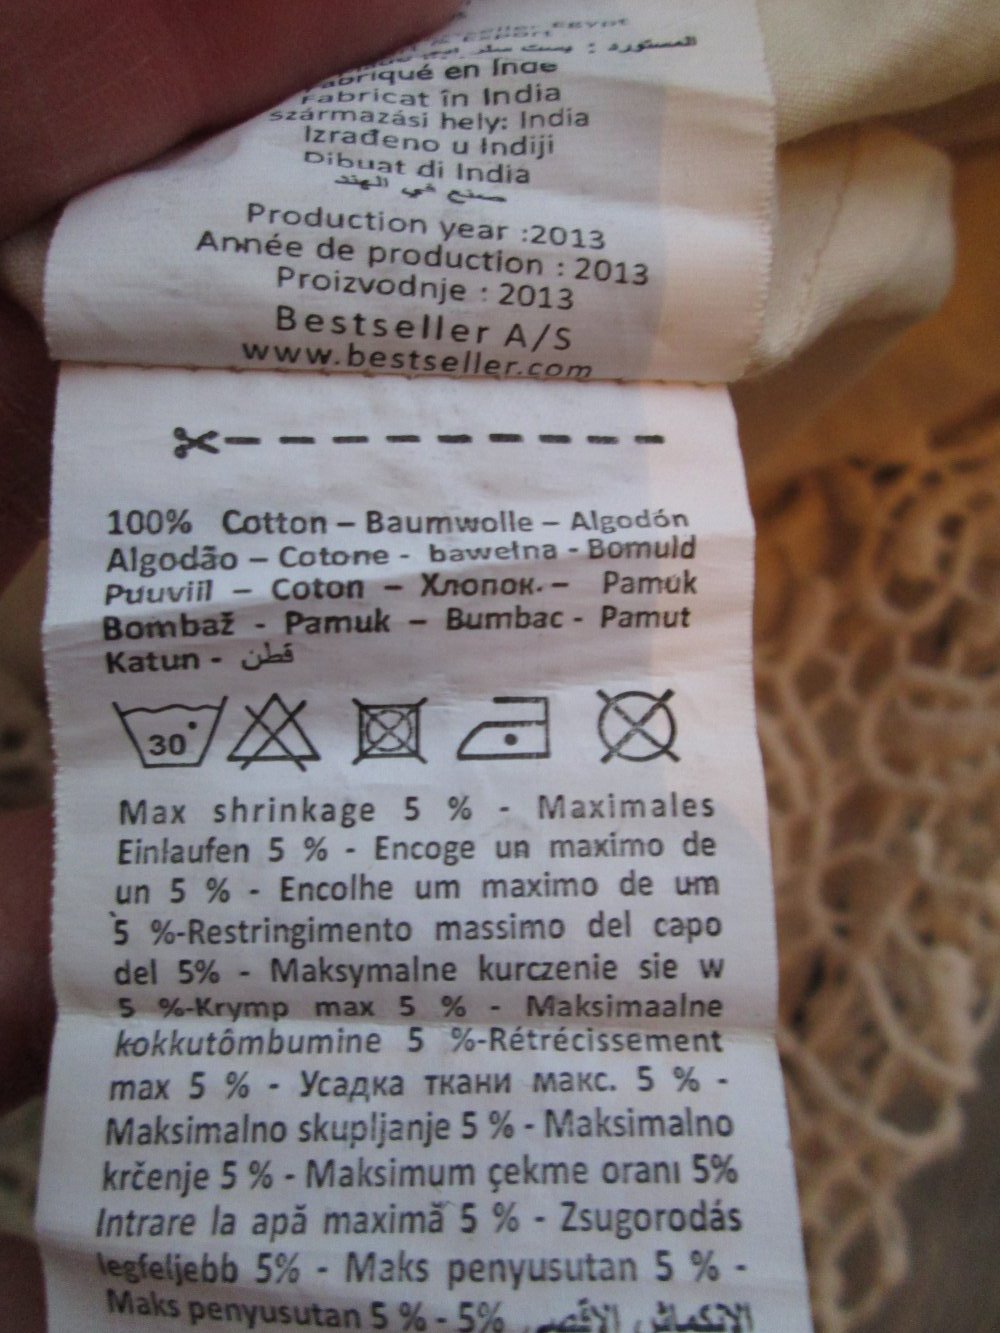 Fabriqué en Inde
Fabricat în India
származási hely: India
Izrađeno u Indiji
Dibuat di India
صنع في الهند
Production year :2013
Année de production : 2013
Proizvodnje : 2013
Bestseller A/S
www.bestseller.com
100% Cotton – Baumwolle – Algodón
Algodão – Cotone - bawełna - Bomuld
Puuviil – Coton – Хлопок. – Pamuk
Bombaž - Pamuk – Bumbac - Pamut
Katun - قطن
30
Max shrinkage 5 % - Maximales
Einlaufen 5 % - Encoge un maximo de
un 5 % - Encolhe um maximo de um
5 %-Restringimento massimo del capo
del 5% - Maksymalne kurczenie sie w
5 %-Krymp max 5 % - Maksimaalne
kokkutômbumine 5 %-Rétrécissement
max 5 % - Усадка ткани макс. 5 % -
Maksimalno skupljanje 5 % - Maksimalno
krčenje 5 % - Maksimum çekme oranı 5%
Intrare la apă maximă 5 % - Zsugorodás
legfeljebb 5% - Maks penyusutan 5 % -
Maks penyusutan 5 % - 5% الانكماش الأقصى